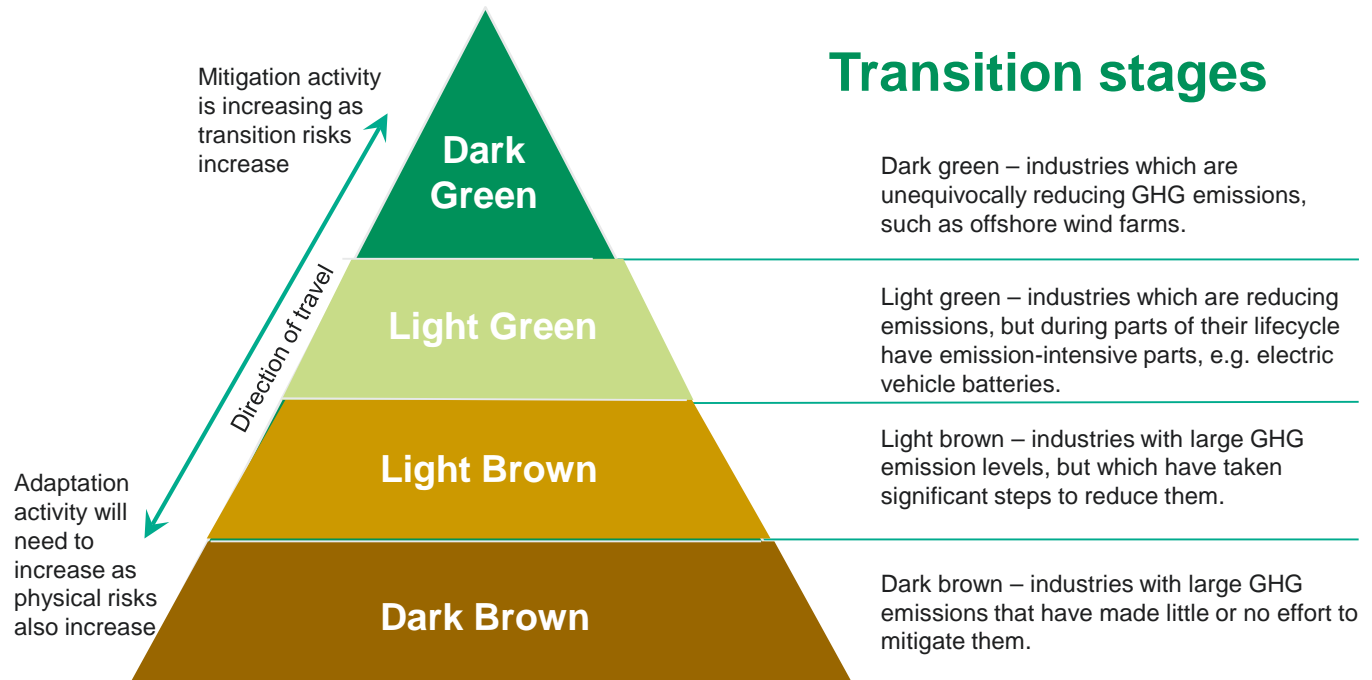 Transition stages
Mitigation activity
is increasing as
transition risks
increase
Direction of travel
Adaptation
activity will
need to
increase as
physical risks
also increase
Dark
Green
Dark green – industries which are
unequivocally reducing GHG emissions,
such as offshore wind farms.
Light Green
Light green – industries which are reducing
emissions, but during parts of their lifecycle
have emission-intensive parts, e.g. electric
vehicle batteries.
Light Brown
Light brown – industries with large GHG
emission levels, but which have taken
significant steps to reduce them.
Dark Brown
Dark brown – industries with large GHG
emissions that have made little or no effort to
mitigate them.